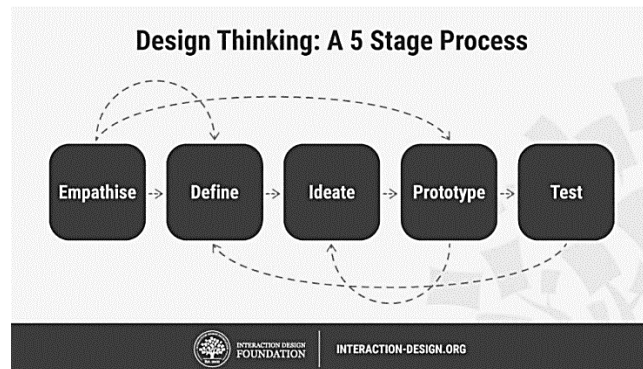 Design Thinking: A 5 Stage Process
Empathise
Define
Ideate
Prototype
Test
INTERACTION DESIGN
FOUNDATION
INTERACTION-DESIGN.ORG